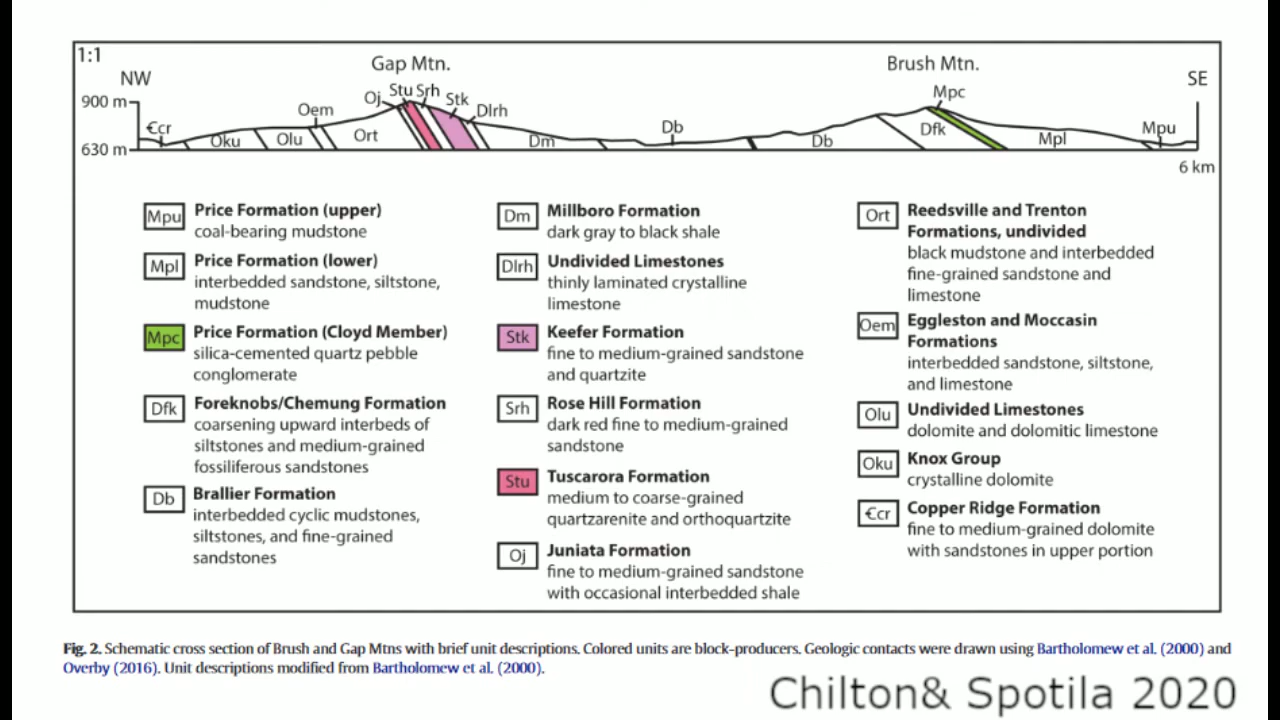 1:1
Gap Mtn.
Brush Mtn.
NW
SE
Oj Stu Srh Stk Dlrh
Mpc
900 m
Oem
Єcr
Oku
Olu
Ort
Dm
Db
Db
Dfk
Mpl
Mpu
630 m
6 km
Mpu Price Formation (upper)
coal-bearing mudstone
Mpl Price Formation (lower)
interbedded sandstone, siltstone,
mudstone
Mpc Price Formation (Cloyd Member)
silica-cemented quartz pebble
conglomerate
Dfk Foreknobs/Chemung Formation
coarsening upward interbeds of
siltstones and medium-grained
fossiliferous sandstones
Db Brallier Formation
interbedded cyclic mudstones,
siltstones, and fine-grained
sandstones
Dm Millboro Formation
dark gray to black shale
Dlrh Undivided Limestones
thinly laminated crystalline
limestone
Stk Keefer Formation
fine to medium-grained sandstone
and quartzite
Srh Rose Hill Formation
dark red fine to medium-grained
sandstone
Stu Tuscarora Formation
medium to coarse-grained
quartzarenite and orthoquartzite
Oj Juniata Formation
fine to medium-grained sandstone
with occasional interbedded shale
Ort Reedsville and Trenton
Formations, undivided
black mudstone and interbedded
fine-grained sandstone and
limestone
Oem Eggleston and Moccasin
Formations
interbedded sandstone, siltstone,
and limestone
Olu Undivided Limestones
dolomite and dolomitic limestone
Oku Knox Group
crystalline dolomite
Єcr Copper Ridge Formation
fine to medium-grained dolomite
with sandstones in upper portion
Fig. 2. Schematic cross section of Brush and Gap Mtns with brief unit descriptions. Colored units are block-producers. Geologic contacts were drawn using Bartholomew et al. (2000) and
Overby (2016). Unit descriptions modified from Bartholomew et al. (2000).
Chilton& Spotila 2020